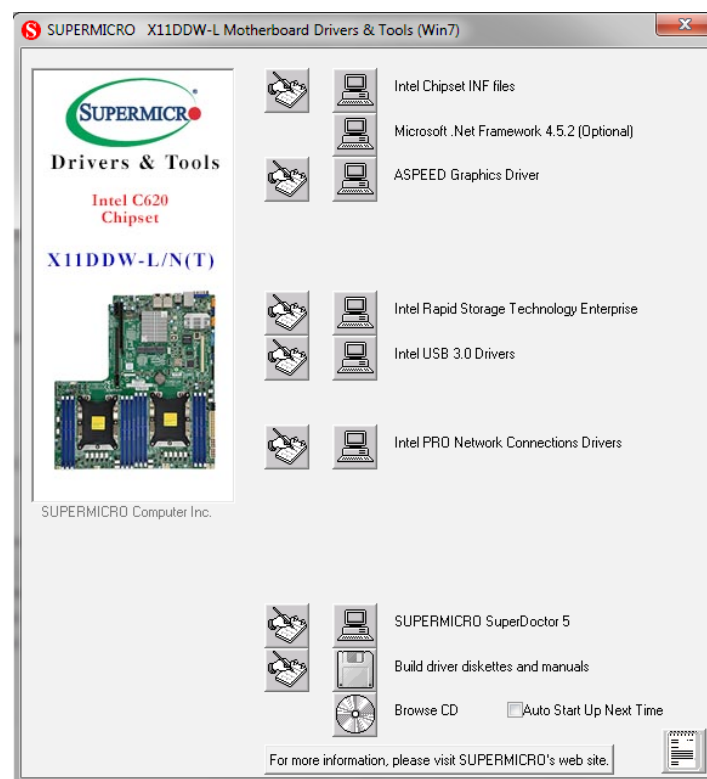 SUPERMICRO X11DDW-L Motherboard Drivers & Tools (Win7)
SUPERMICRO
Drivers & Tools
Intel C620
Chipset
X11DDW-L/N(T)
SUPERMICRO Computer Inc.
Intel Chipset INF files
Microsoft .Net Framework 4.5.2 (Optional)
ASPEED Graphics Driver
Intel Rapid Storage Technology Enterprise
Intel USB 3.0 Drivers
Intel PRO Network Connections Drivers
SUPERMICRO SuperDoctor 5
Build driver diskettes and manuals
Browse CD Auto Start Up Next Time
For more information, please visit SUPERMICRO's web site.